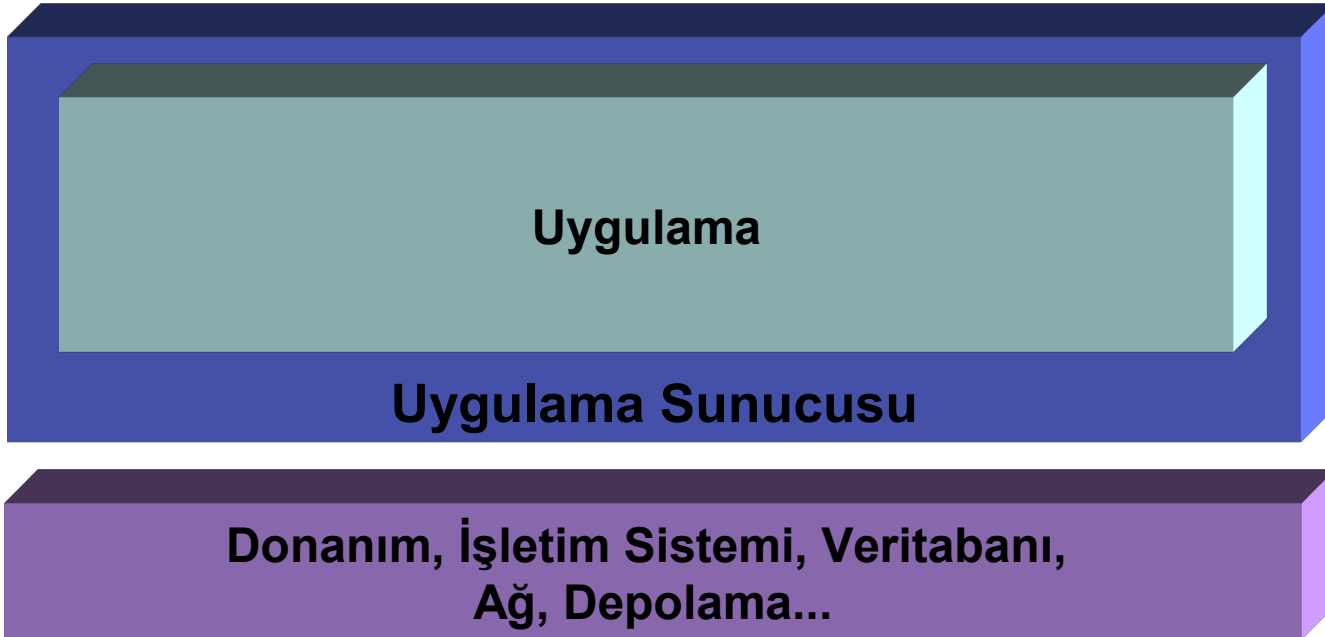 Uygulama
Uygulama Sunucusu
Donanım, İşletim Sistemi, Veritabanı,
Ağ, Depolama...